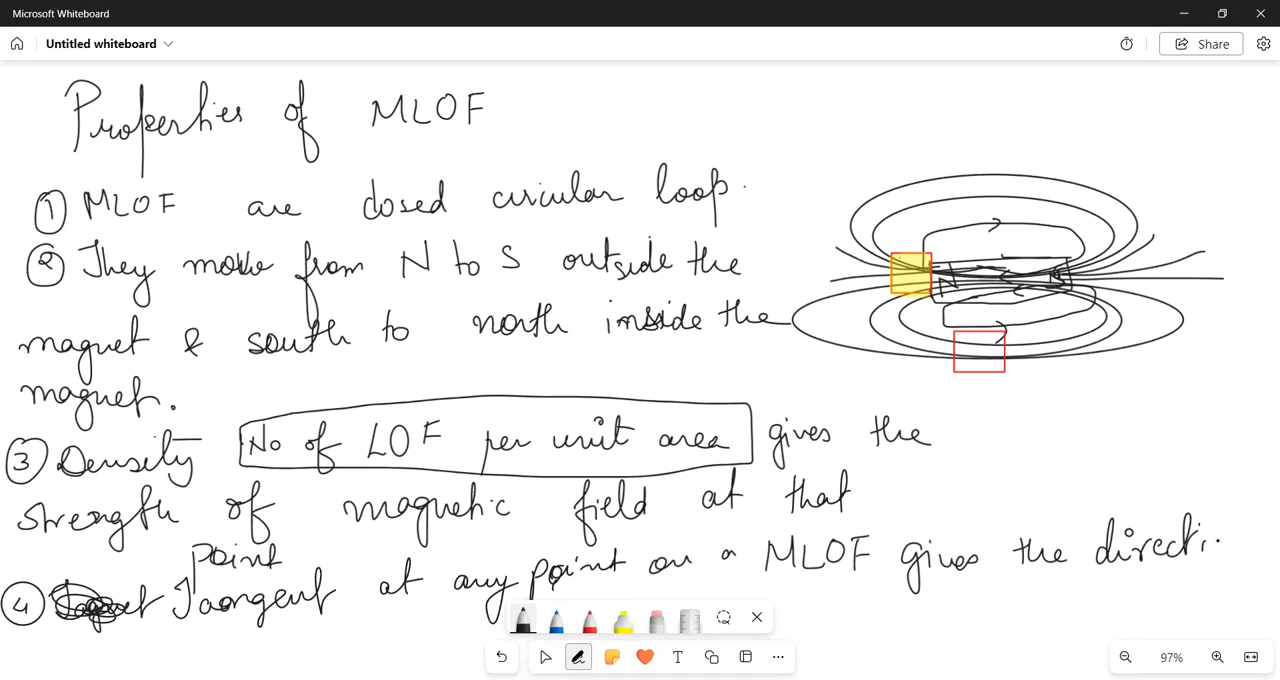 Microsoft Whiteboard
Untitled whiteboard
Share
Properties of MLOF
① MLOF are closed circular loop.
② They move from N to S outside the
magnet & south to north inside the
magnet.
③ Density No of LOF per unit area gives the
strength of magnetic field at that
point
④ Tangent at any point on a MLOF gives the directi.
N
97%